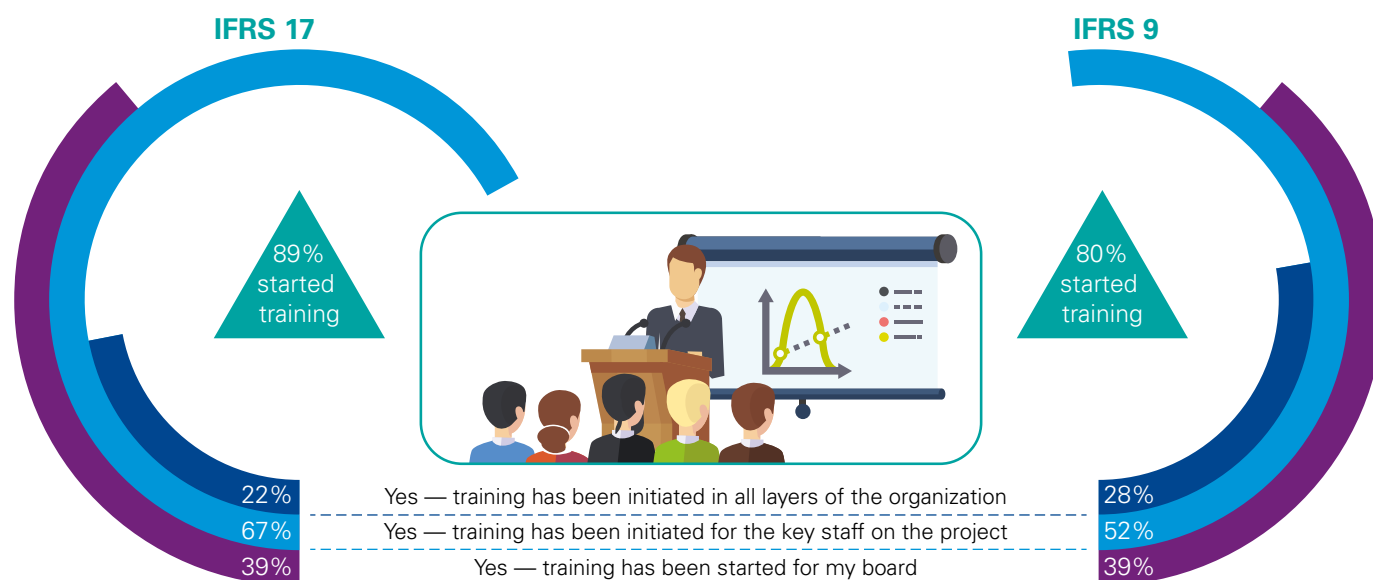 IFRS 17
IFRS 9
89%
started
training
80%
started
training
22% Yes — training has been initiated in all layers of the organization 28%
67% Yes — training has been initiated for the key staff on the project 52%
39% Yes — training has been started for my board 39%